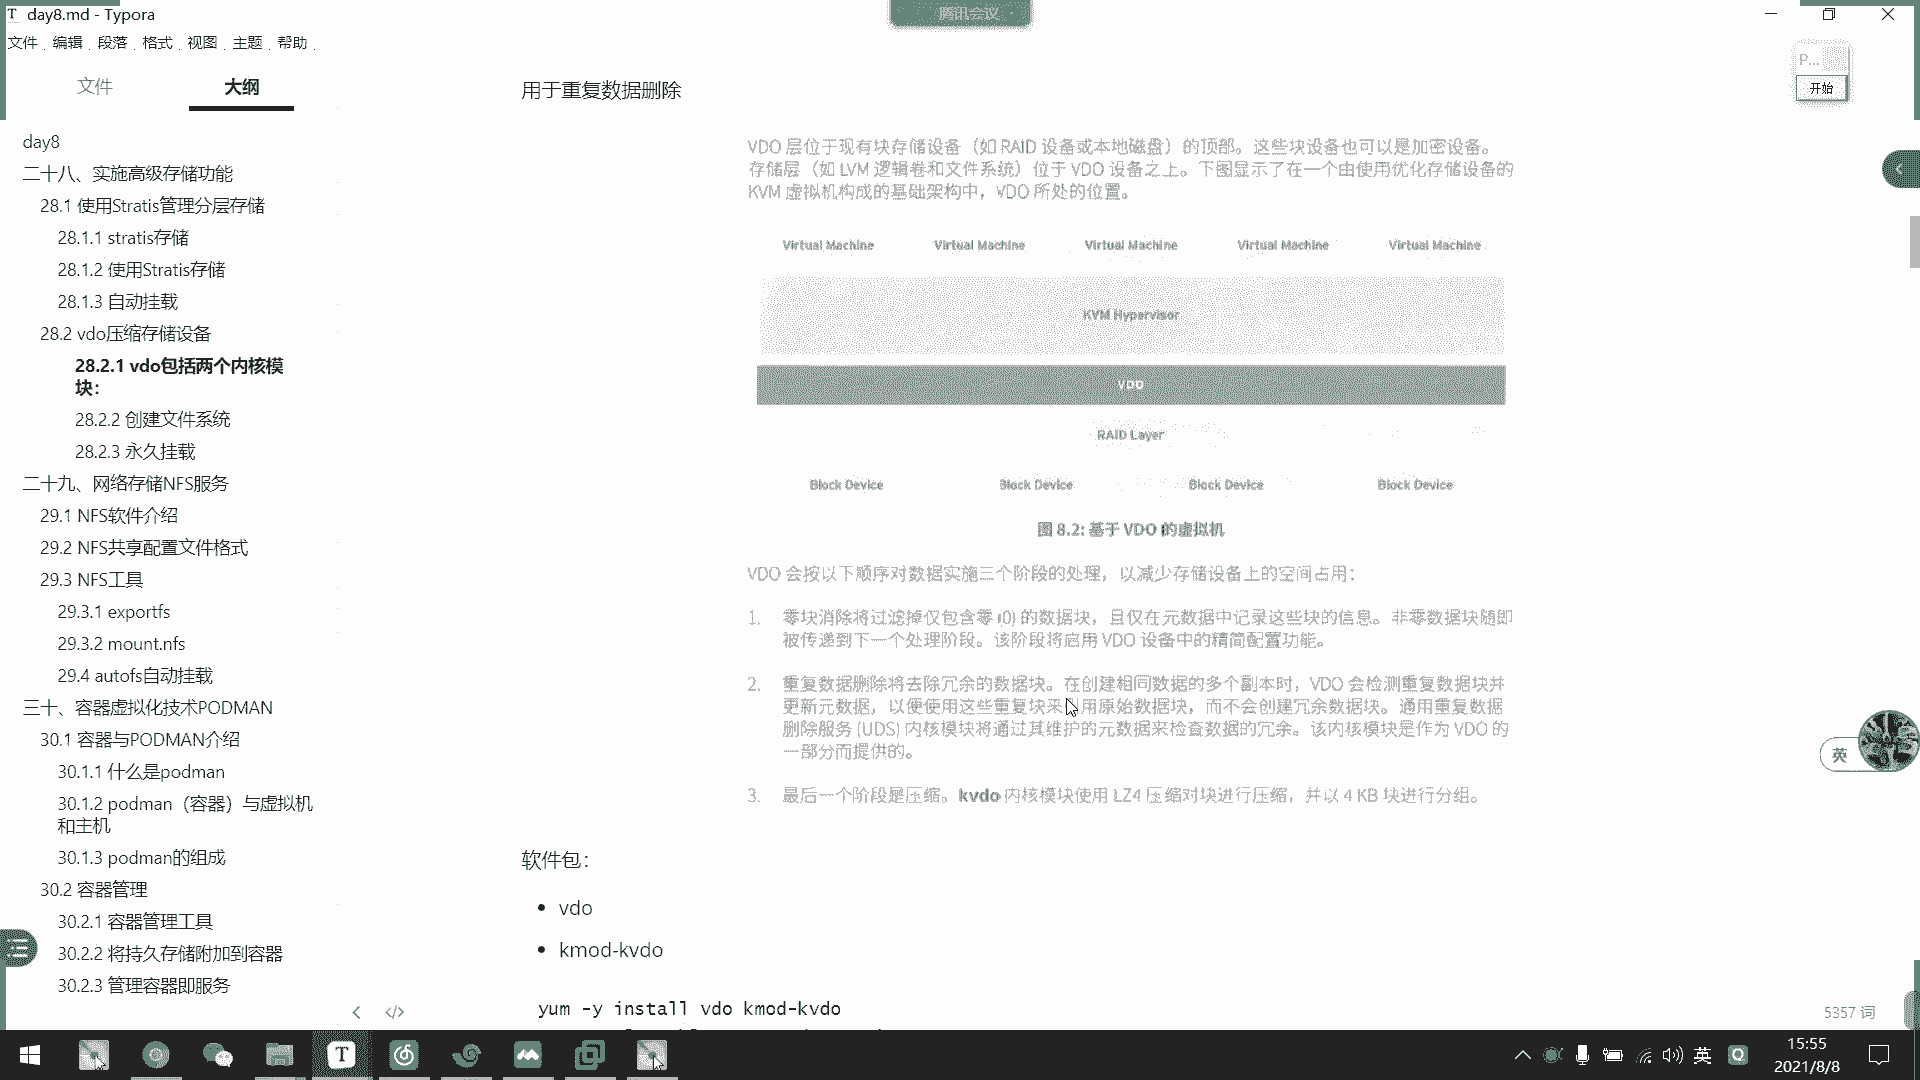 day8.md - Typora
腾讯会议
文件 编辑 段落 格式 视图 主题 帮助
P...
开始
文件 大纲
day8
二十八、实施高级存储功能
28.1 使用Stratis管理分层存储
28.1.1 stratis存储
28.1.2 使用Stratis存储
28.1.3 自动挂载
28.2 vdo压缩存储设备
28.2.1 vdo包括两个内核模
块：
28.2.2 创建文件系统
28.2.3 永久挂载
二十九、网络存储NFS服务
29.1 NFS软件介绍
29.2 NFS共享配置文件格式
29.3 NFS工具
29.3.1 exportfs
29.3.2 mount.nfs
29.4 autofs自动挂载
三十、容器虚拟化技术PODMAN
30.1 容器与PODMAN介绍
30.1.1 什么是podman
30.1.2 podman（容器）与虚拟机
和主机
30.1.3 podman的组成
30.2 容器管理
30.2.1 容器管理工具
30.2.2 将持久存储附加到容器
30.2.3 管理容器即服务
用于重复数据删除
VDO 层位于现有块存储设备（如 RAID 设备或本地磁盘）的顶部。这些块设备也可以是加密设备。
存储层（如 LVM 逻辑卷和文件系统）位于 VDO 设备之上。下图显示了在一个由使用优化存储设备的
KVM 虚拟机构成的基础架构中，VDO 所处的位置。
Virtual Machine Virtual Machine Virtual Machine Virtual Machine Virtual Machine
KVM Hypervisor
VDO
RAID Layer
Block Device Block Device Block Device Block Device
图 8.2: 基于 VDO 的虚拟机
VDO 会按以下顺序对数据实施三个阶段的处理，以减少存储设备上的空间占用：
1. 零块消除将过滤掉仅包含零 (0) 的数据块，且仅在元数据中记录这些块的信息。非零数据块随即
被传递到下一个处理阶段。该阶段将启用 VDO 设备中的精简配置功能。
2. 重复数据删除将去除冗余的数据块。在创建相同数据的多个副本时，VDO 会检测重复数据块并
更新元数据，以便使用这些重复块来引用原始数据块，而不会创建冗余数据块。通用重复数据
删除服务 (UDS) 内核模块将通过其维护的元数据来检查数据的冗余。该内核模块是作为 VDO 的
一部分而提供的。
3. 最后一个阶段是压缩。kvdo 内核模块使用 LZ4 压缩对块进行压缩，并以 4 KB 块进行分组。
软件包：
vdo
kmod-kvdo
yum -y install vdo kmod-kvdo
5357 词
英
英
15:55
2021/8/8